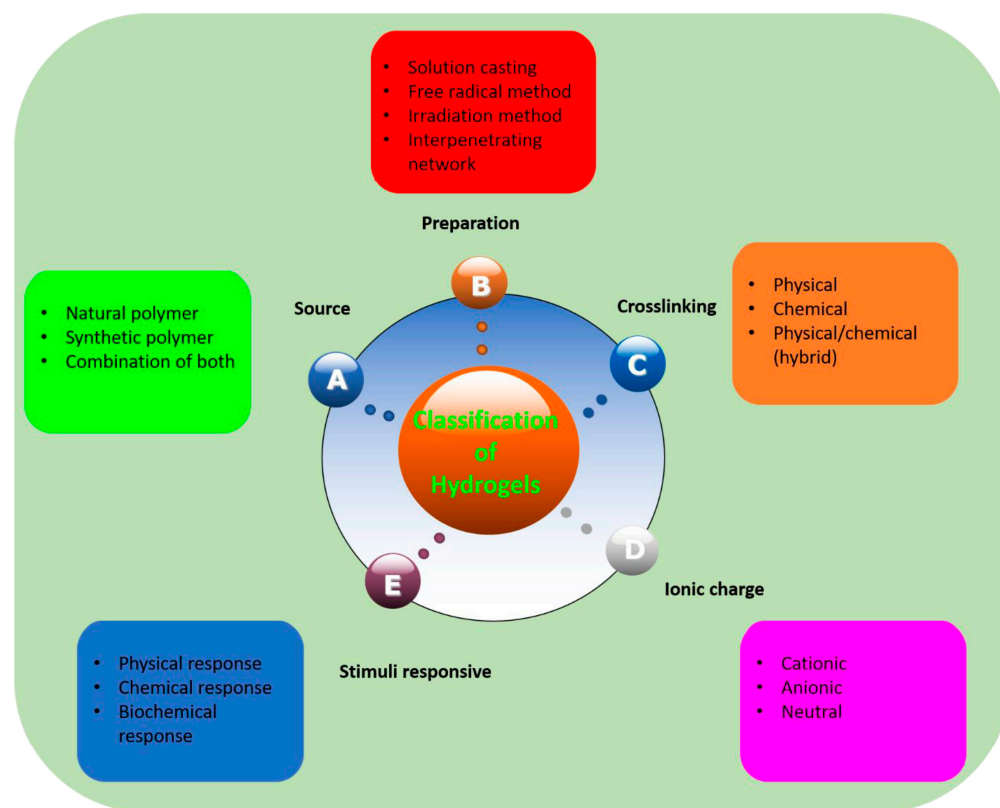 • Solution casting
• Free radical method
• Irradiation method
• Interpenetrating
network
Preparation
B
• Natural polymer
• Synthetic polymer
• Combination of both
Source
A
Crosslinking
C
• Physical
• Chemical
• Physical/chemical
(hybrid)
Classification
of
Hydrogels
D
Ionic charge
• Cationic
• Anionic
• Neutral
E
Stimuli responsive
• Physical response
• Chemical response
• Biochemical
response